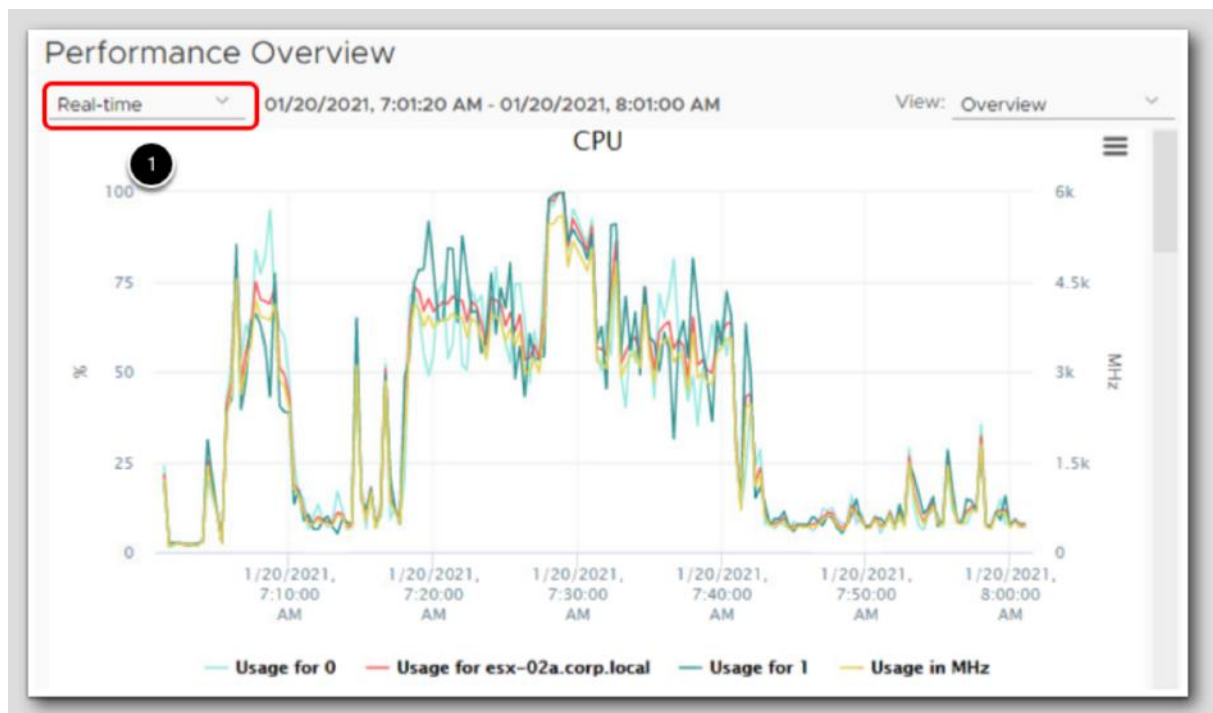 Performance Overview
Real-time 01/20/2021, 7:01:20 AM - 01/20/2021, 8:01:00 AM View: Overview
CPU
1
100 6k
75 4.5k
% 50 3k MHz
25 1.5k
0 0
1/20/2021, 1/20/2021, 1/20/2021, 1/20/2021, 1/20/2021, 1/20/2021,
7:10:00 7:20:00 7:30:00 7:40:00 7:50:00 8:00:00
AM AM AM AM AM AM
Usage for 0 Usage for esx-02a.corp.local Usage for 1 Usage in MHz